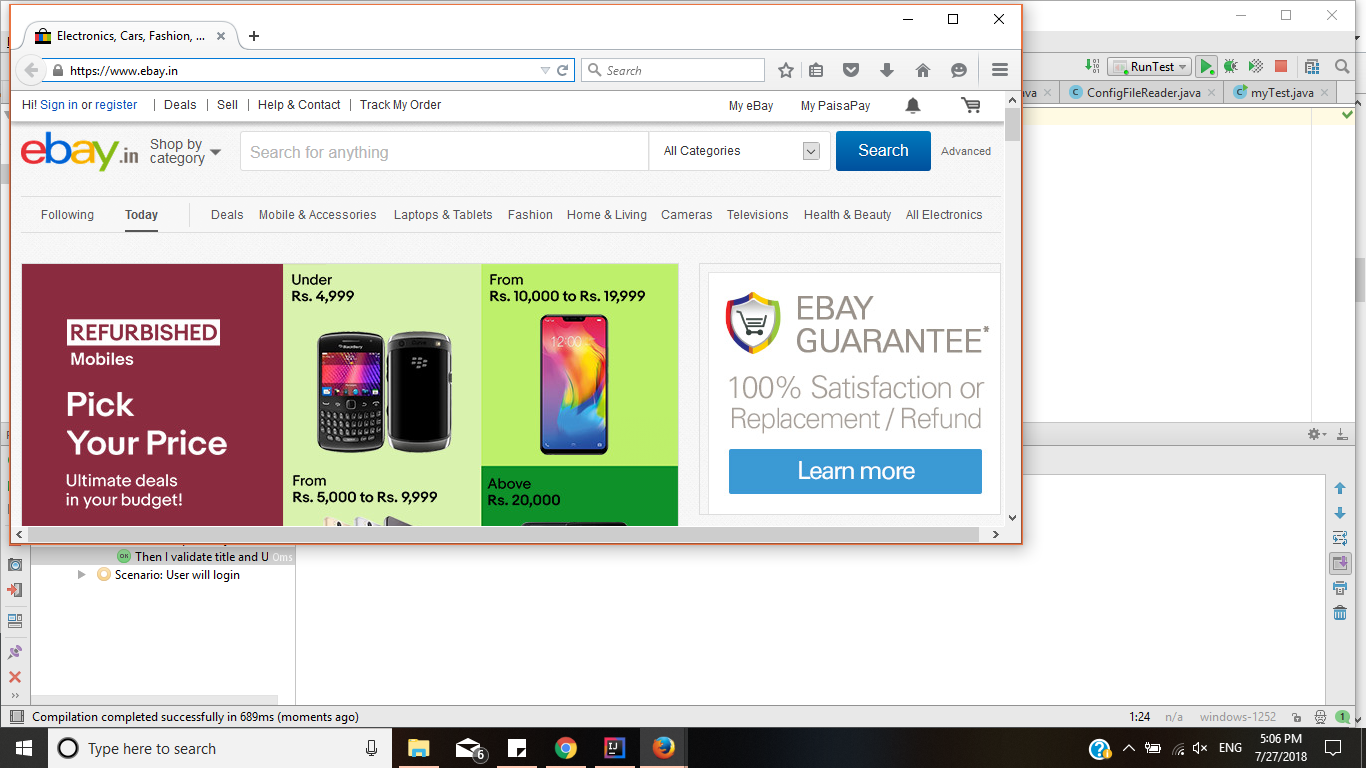 Electronics, Cars, Fashion, ...
https://www.ebay.in
Search
Hi! Sign in or register | Deals | Sell | Help & Contact | Track My Order
My eBay My PaisaPay
ebay.in
Shop by
category
Search for anything
All Categories
Search
Advanced
Following Today Deals Mobile & Accessories Laptops & Tablets Fashion Home & Living Cameras Televisions Health & Beauty All Electronics
REFURBISHED
Mobiles
Pick
Your Price
Ultimate deals
in your budget!
Under
Rs. 4,999
BlackBerry
From
Rs. 5,000 to Rs. 9,999
From
Rs. 10,000 to Rs. 19,999
12:00
Above
Rs. 20,000
EBAY
GUARANTEE*
100% Satisfaction or
Replacement / Refund
Learn more
RunTest
ConfigFileReader.java
myTest.java
Then I validate title and U 0ms
Scenario: User will login
Compilation completed successfully in 689ms (moments ago)
1:24 n/a windows-1252
1
Type here to search
6
ENG
5:06 PM
7/27/2018